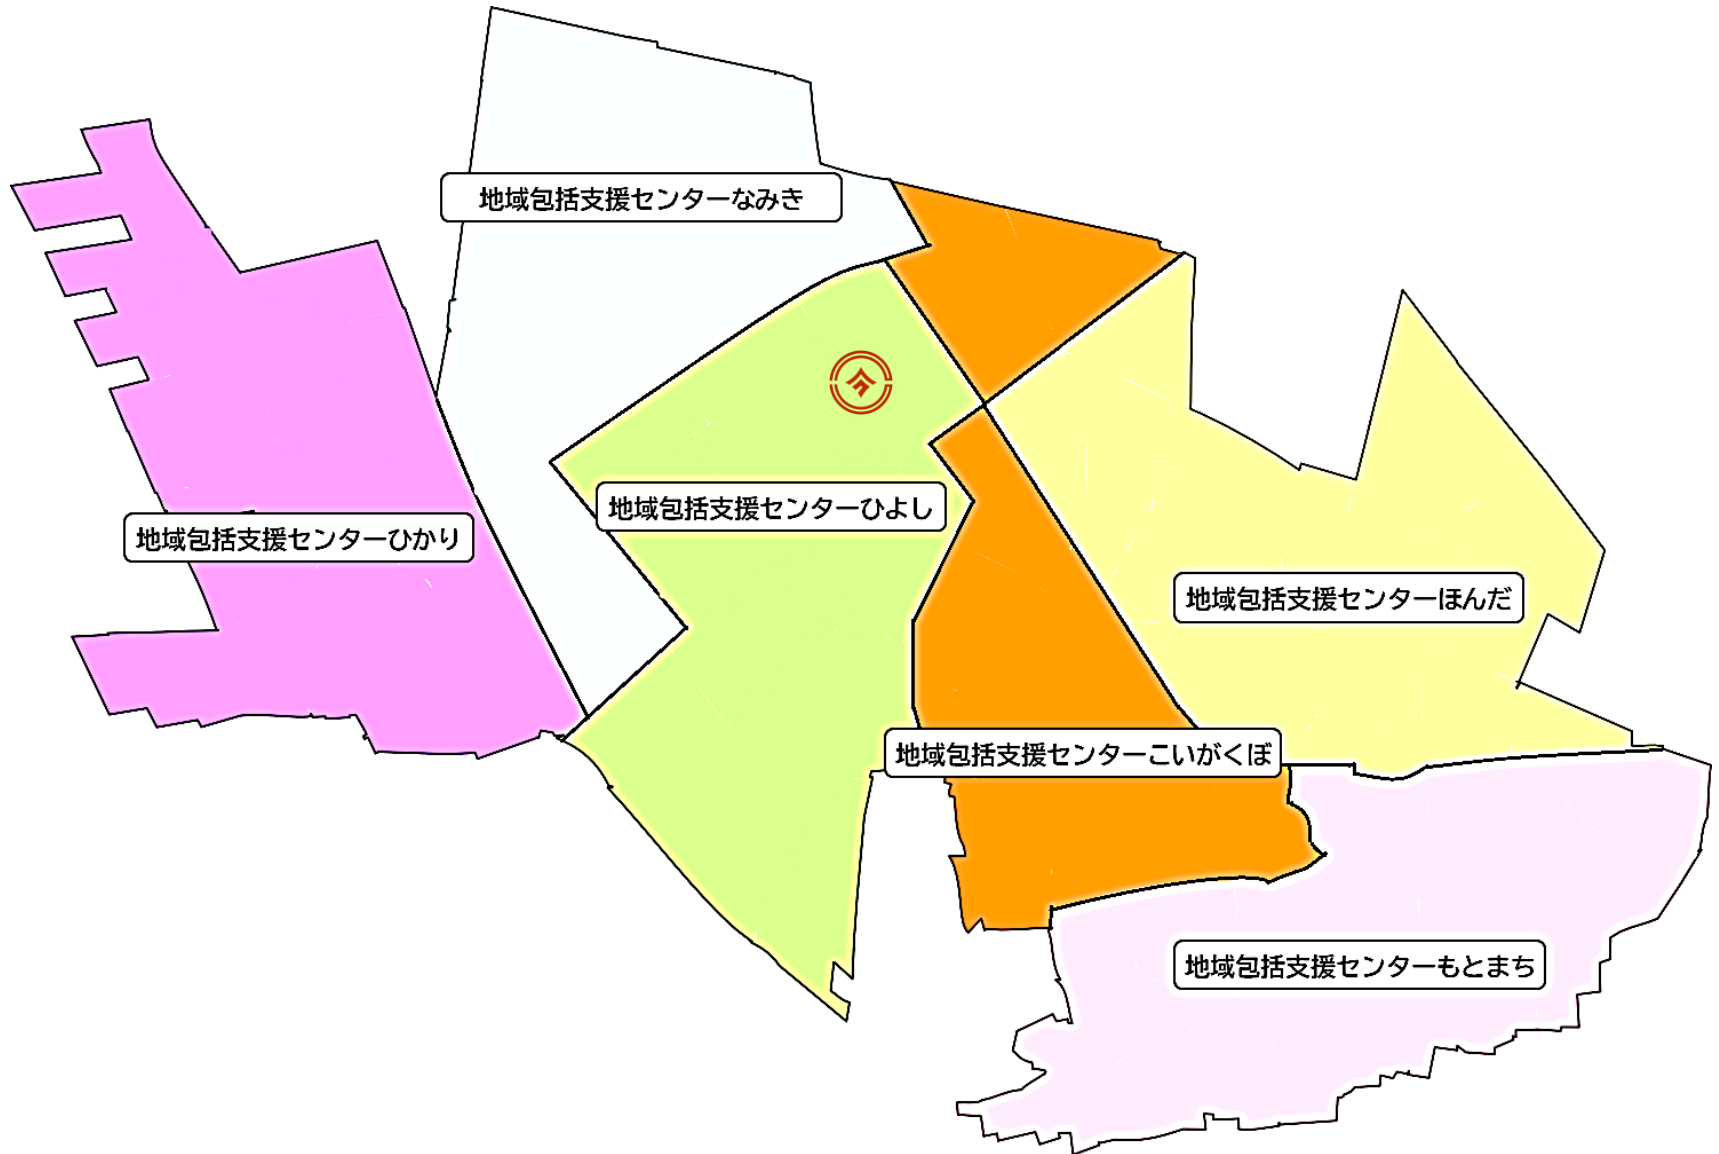 地域包括支援センターなみき
地域包括支援センターひよし
地域包括支援センターひかり
地域包括支援センターほんだ
地域包括支援センターこいがくぼ
地域包括支援センターもとまち